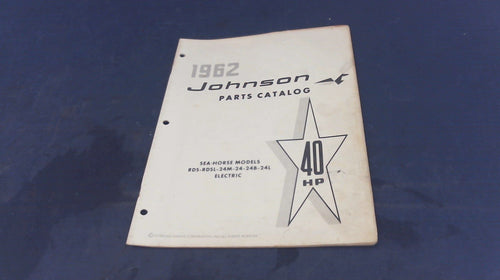 1962
Johnson
PARTS CATALOG
SEA-HORSE MODELS
RDS-RDSL-24M-24-24B-24L
ELECTRIC
40
HP